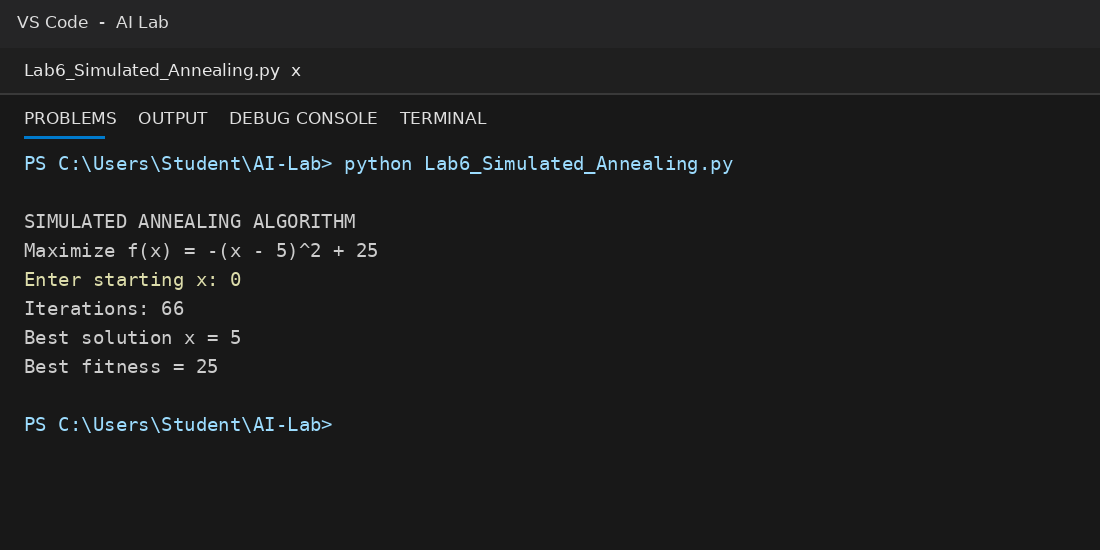 VS Code - AI Lab
Lab6_Simulated_Annealing.py x
PROBLEMS OUTPUT DEBUG CONSOLE TERMINAL
PS C:\Users\Student\AI-Lab> python Lab6_Simulated_Annealing.py
SIMULATED ANNEALING ALGORITHM
Maximize f(x) = -(x - 5)^2 + 25
Enter starting x: 0
Iterations: 66
Best solution x = 5
Best fitness = 25
PS C:\Users\Student\AI-Lab>